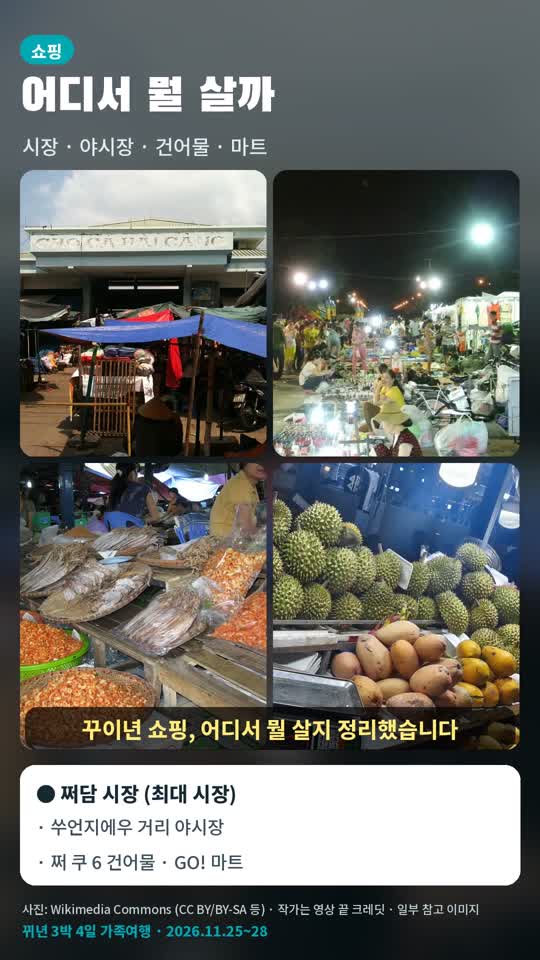 쇼핑
어디서 뭘 살까
시장 · 야시장 · 건어물 · 마트
CHỢ CÁ HẢI CẢNG
꾸이년 쇼핑, 어디서 뭘 살지 정리했습니다
● 쩌담 시장 (최대 시장)
· 쑤언지에우 거리 야시장
· 쩌 쿠 6 건어물 · GO! 마트
사진: Wikimedia Commons (CC BY/BY-SA 등) · 작가는 영상 끝 크레딧 · 일부 참고 이미지
뀌년 3박 4일 가족여행 · 2026.11.25~28